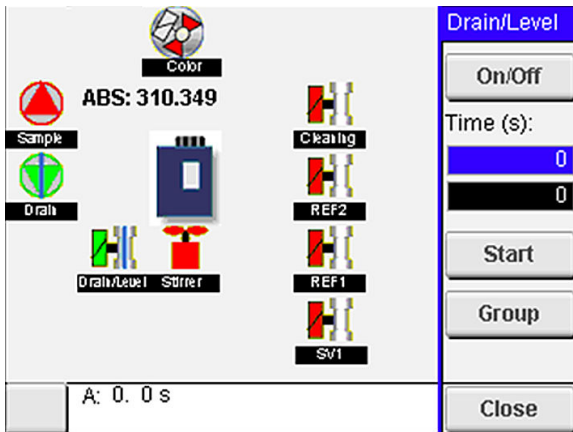 Drain/Level
Color
On/Off
ABS: 310.349
Time (s):
Sample
Cleaning
0
Drain
REF2
0
Drain/Level
Stirrer
REF1
Start
Group
SV1
A: 0. 0 s
Close